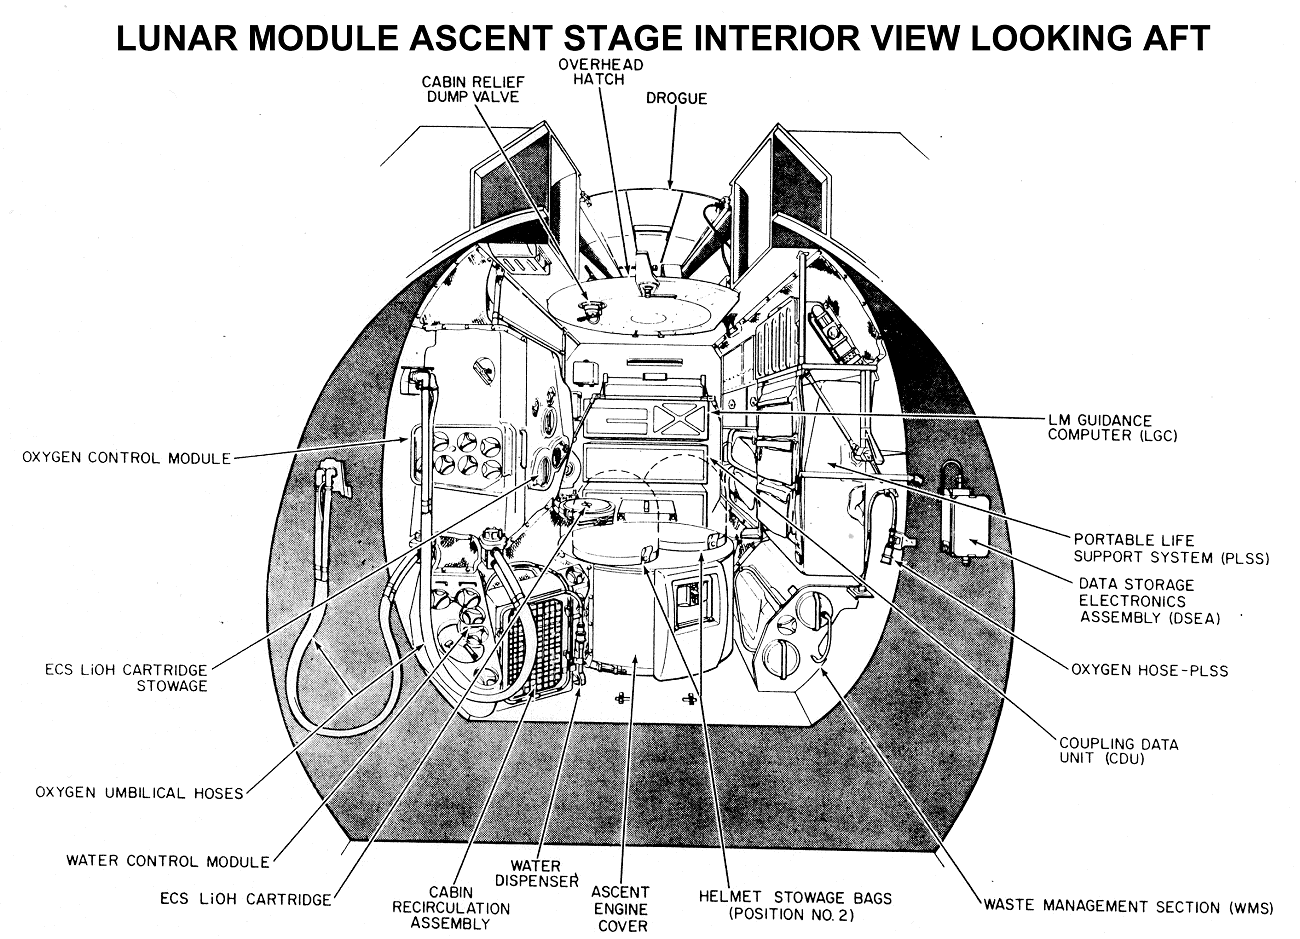 LUNAR MODULE ASCENT STAGE INTERIOR VIEW LOOKING AFT
OVERHEAD
HATCH
CABIN RELIEF
DUMP VALVE
DROGUE
LM GUIDANCE
COMPUTER (LGC)
OXYGEN CONTROL MODULE
PORTABLE LIFE
SUPPORT SYSTEM (PLSS)
DATA STORAGE
ELECTRONICS
ASSEMBLY (DSEA)
ECS LiOH CARTRIDGE
STOWAGE
OXYGEN HOSE-PLSS
COUPLING DATA
UNIT (CDU)
OXYGEN UMBILICAL HOSES
WATER CONTROL MODULE
ECS LiOH CARTRIDGE
CABIN
RECIRCULATION
ASSEMBLY
WATER
DISPENSER
ASCENT
ENGINE
COVER
HELMET STOWAGE BAGS
(POSITION NO. 2)
WASTE MANAGEMENT SECTION (WMS)